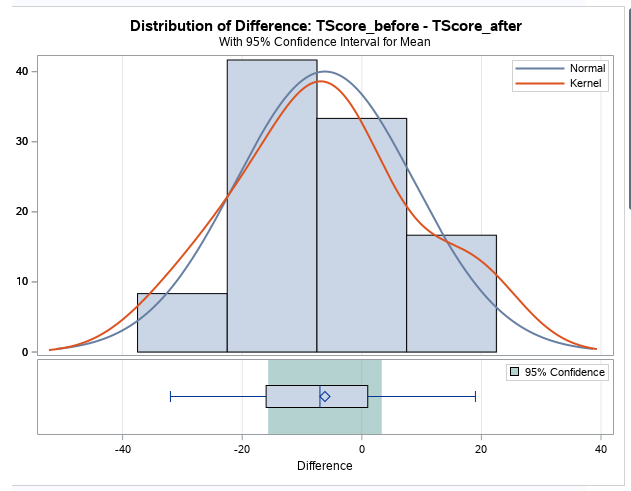 Distribution of Difference: TScore_before - TScore_after
With 95% Confidence Interval for Mean
Normal
Kernel
40
30
20
10
0
95% Confidence
-40 -20 0 20 40
Difference